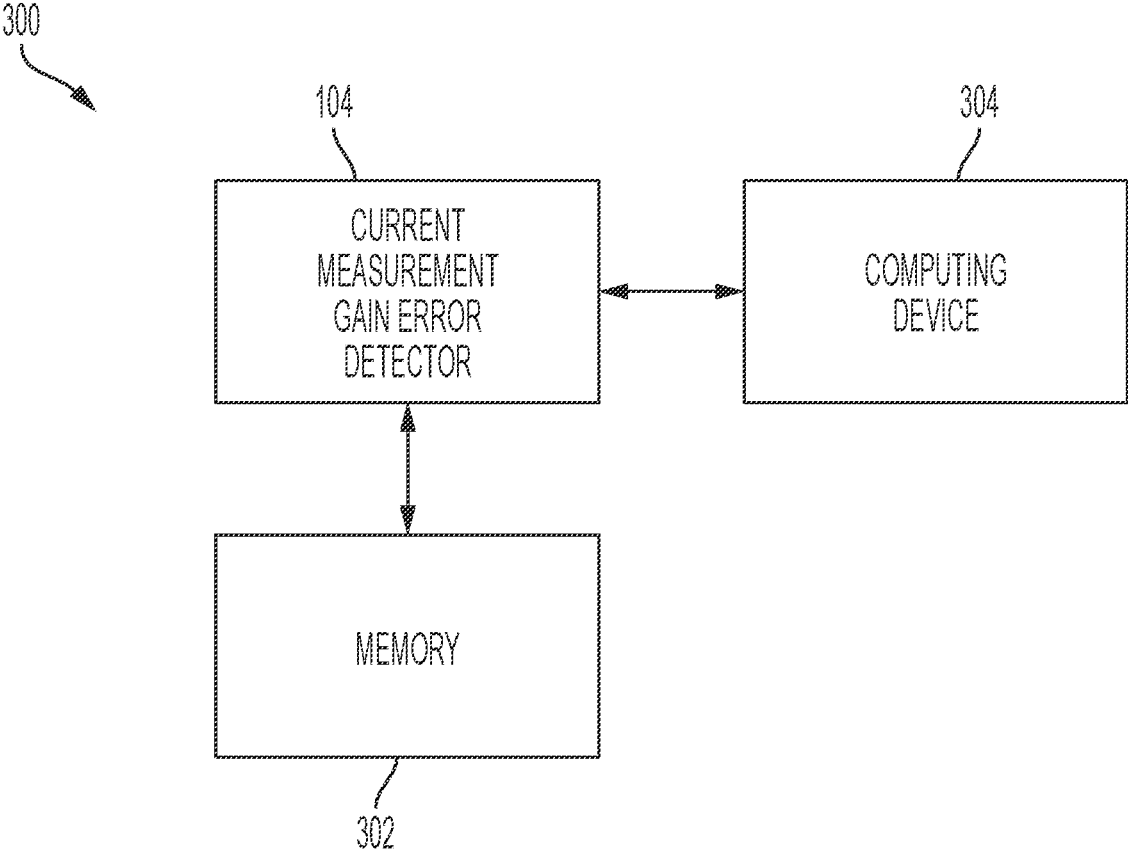 300
104
304
CURRENT
MEASUREMENT
GAIN ERROR
DETECTOR
COMPUTING
DEVICE
MEMORY
302